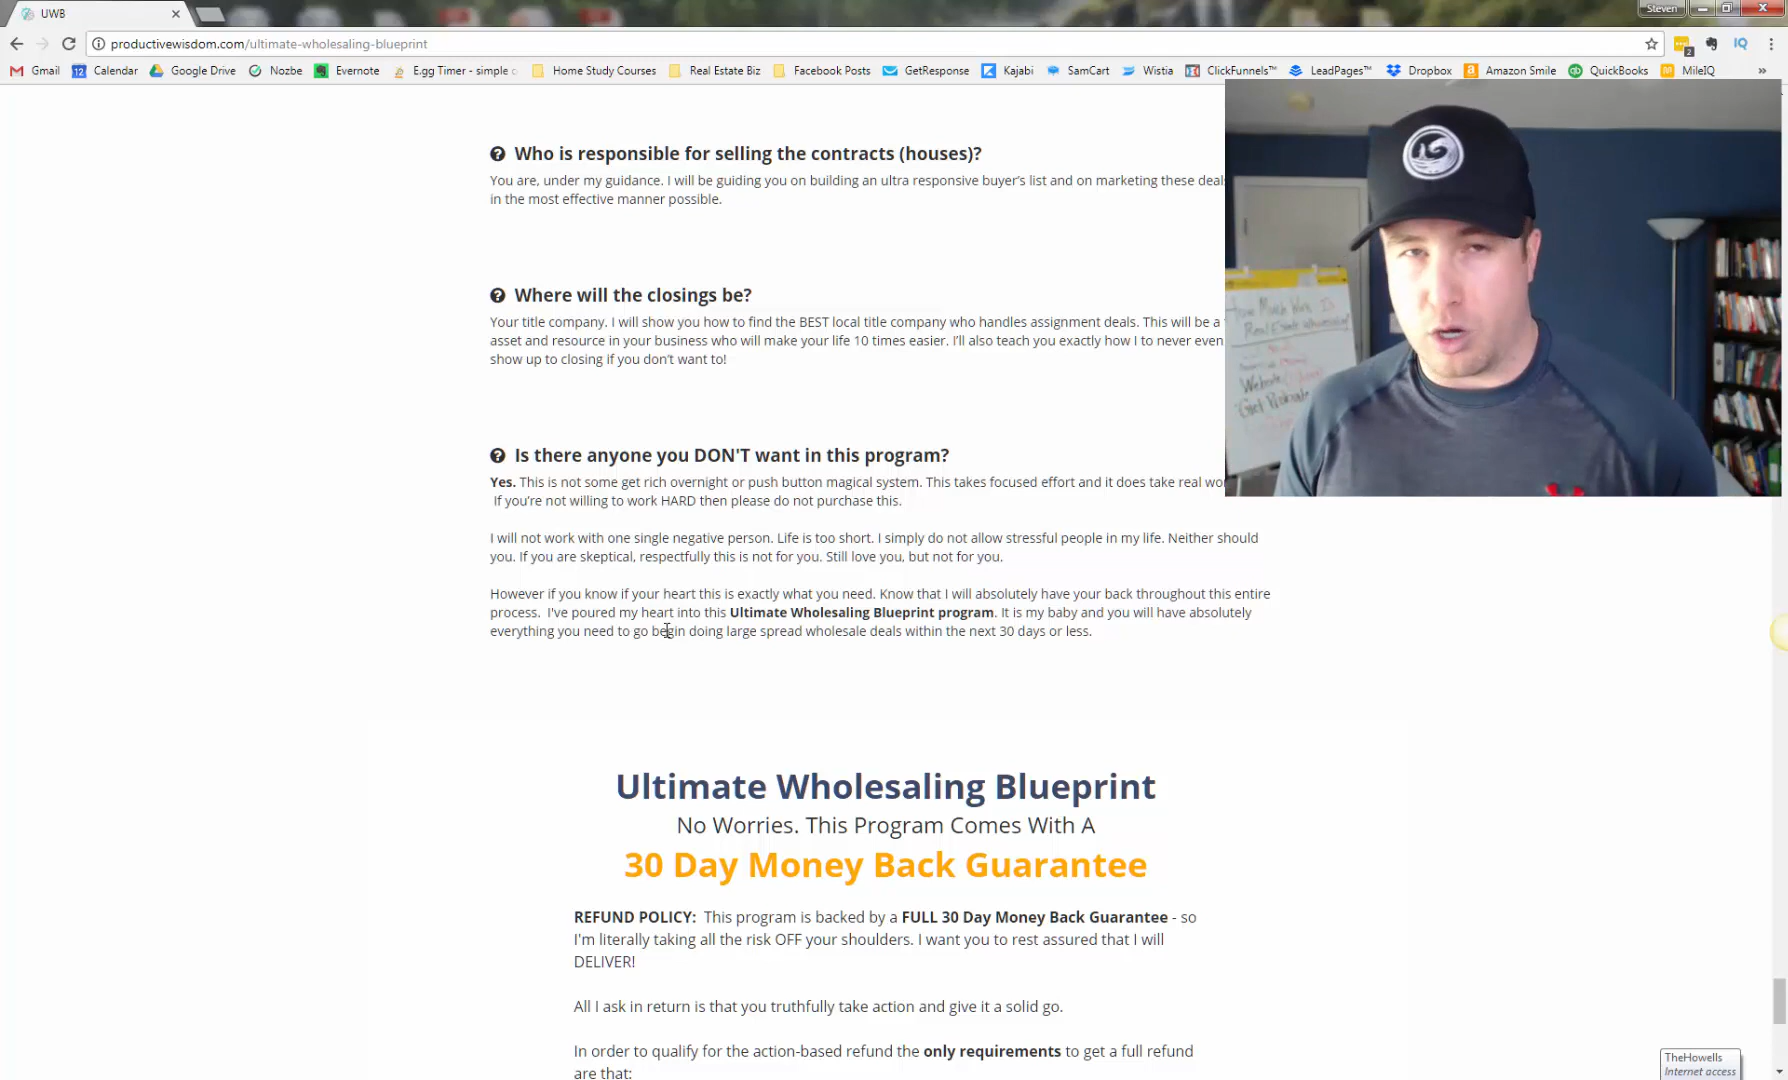 UWB
Steven
productivewisdom.com/ultimate-wholesaling-blueprint
2
IQ
Gmail
12
Calendar
Google Drive
Nozbe
Evernote
E.gg Timer - simple c
Home Study Courses
Real Estate Biz
Facebook Posts
GetResponse
Kajabi
SamCart
Wistia
ClickFunnels™
LeadPages™
Dropbox
Amazon Smile
QuickBooks
MileIQ
»
Who is responsible for selling the contracts (houses)?
You are, under my guidance. I will be guiding you on building an ultra responsive buyer's list and on marketing these deal
in the most effective manner possible.
Where will the closings be?
Your title company. I will show you how to find the BEST local title company who handles assignment deals. This will be a
asset and resource in your business who will make your life 10 times easier. I'll also teach you exactly how I to never even
show up to closing if you don't want to!
Is there anyone you DON'T want in this program?
Yes. This is not some get rich overnight or push button magical system. This takes focused effort and it does take real wo
If you're not willing to work HARD then please do not purchase this.
I will not work with one single negative person. Life is too short. I simply do not allow stressful people in my life. Neither should
you. If you are skeptical, respectfully this is not for you. Still love you, but not for you.
However if you know if your heart this is exactly what you need. Know that I will absolutely have your back throughout this entire
process. I've poured my heart into this Ultimate Wholesaling Blueprint program. It is my baby and you will have absolutely
everything you need to go begin doing large spread wholesale deals within the next 30 days or less.
Ultimate Wholesaling Blueprint
No Worries. This Program Comes With A
30 Day Money Back Guarantee
REFUND POLICY: This program is backed by a FULL 30 Day Money Back Guarantee - so
I'm literally taking all the risk OFF your shoulders. I want you to rest assured that I will
DELIVER!
All I ask in return is that you truthfully take action and give it a solid go.
In order to qualify for the action-based refund the only requirements to get a full refund
are that:
Much Work Is
Real Estate
Website
Get
TheHowells
Internet access